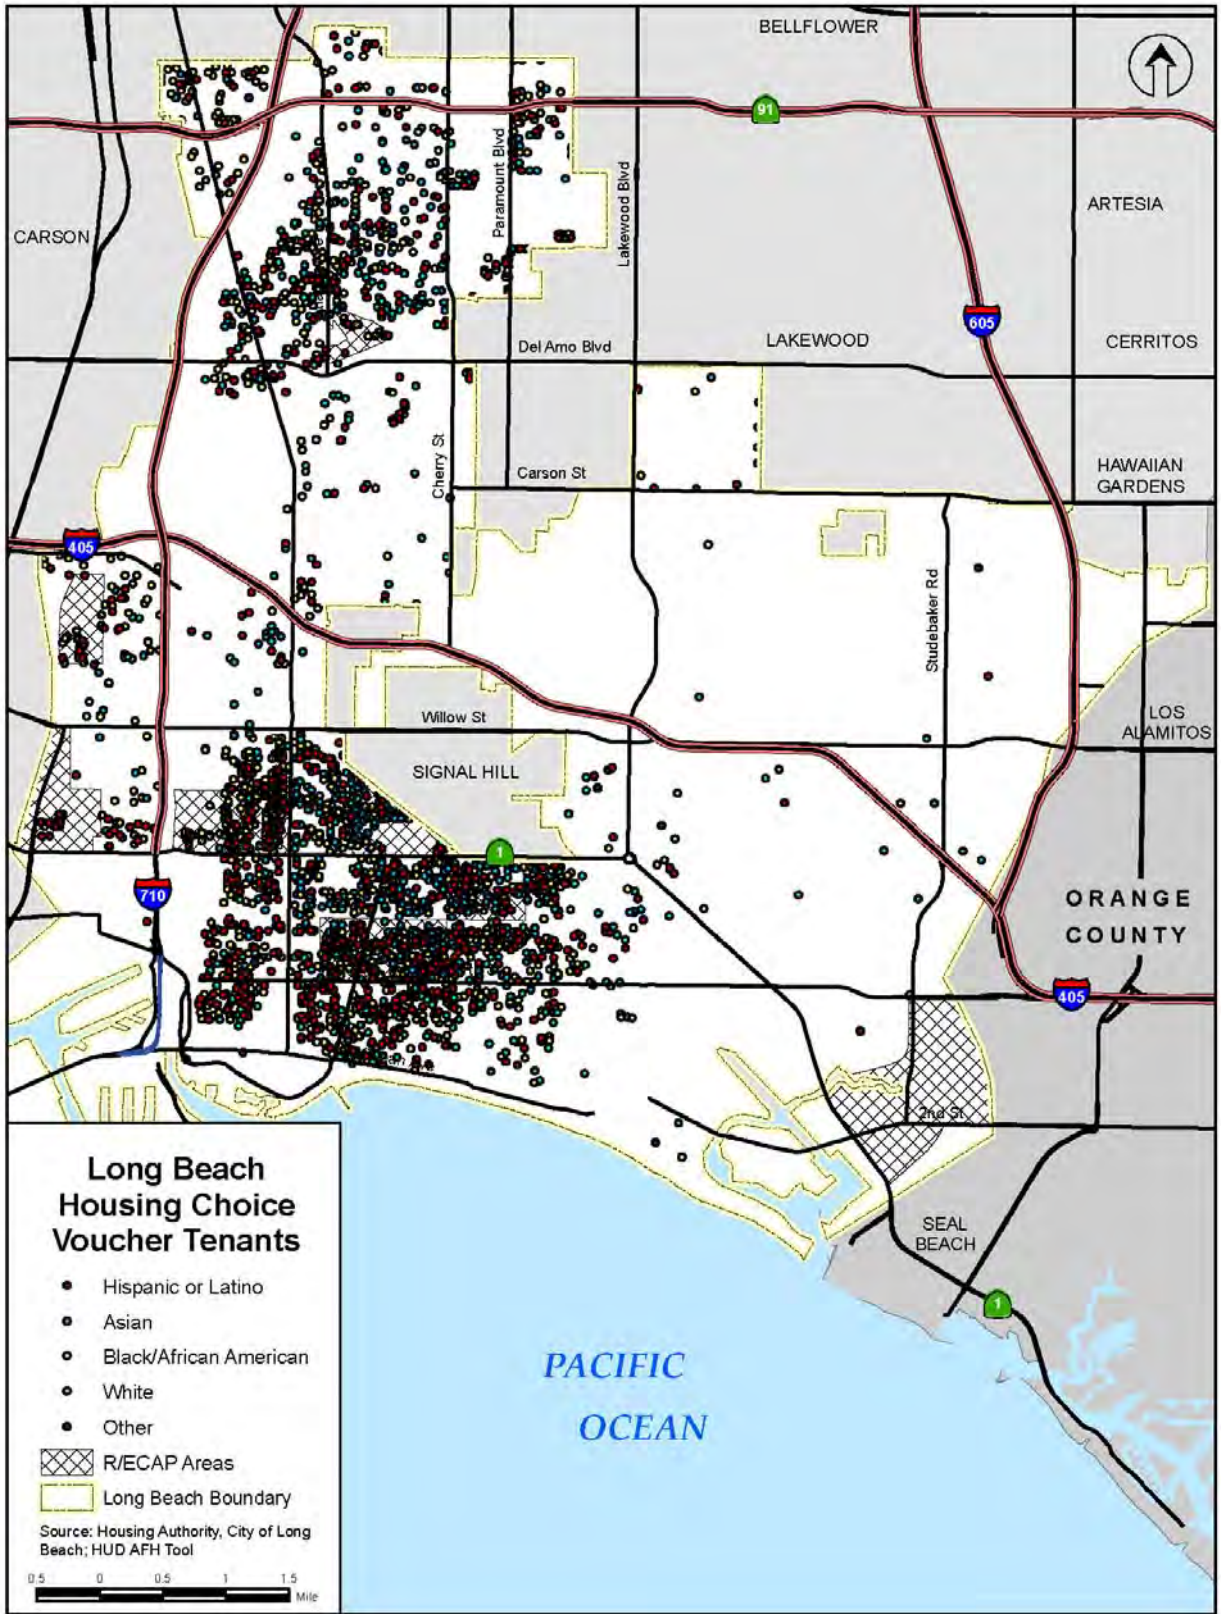 BELLFLOWER
91
Paramount Blvd
Lakewood Blvd
ARTESIA
CARSON
605
Del Amo Blvd
LAKEWOOD
CERRITOS
Cherry St
Carson St
HAWAIIAN
GARDENS
405
Studebaker Rd
Willow St
LOS
ALAMITOS
SIGNAL HILL
1
710
ORANGE
COUNTY
405
2nd St
SEAL
BEACH
1
PACIFIC
OCEAN
Long Beach
Housing Choice
Voucher Tenants
Hispanic or Latino
Asian
Black/African American
White
Other
R/ECAP Areas
Long Beach Boundary
Source: Housing Authority, City of Long
Beach; HUD AFH Tool
0.5 0 0.5 1 1.5
Mile